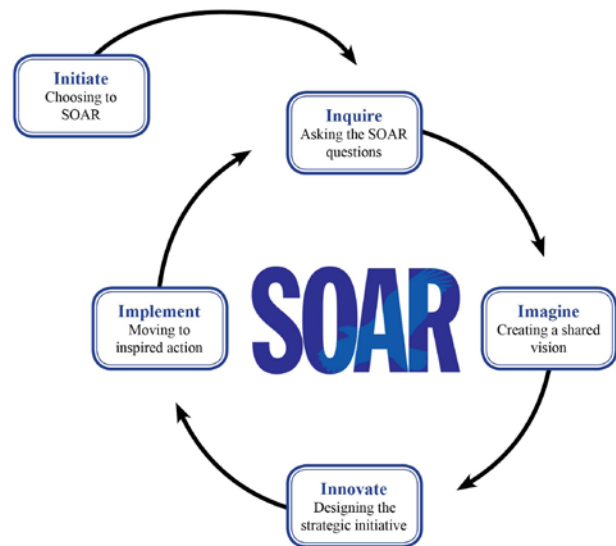 Initiate
Choosing to
SOAR
Inquire
Asking the SOAR
questions
Implement
Moving to
inspired action
SOAR
Imagine
Creating a shared
vision
Innovate
Designing the
strategic initiative